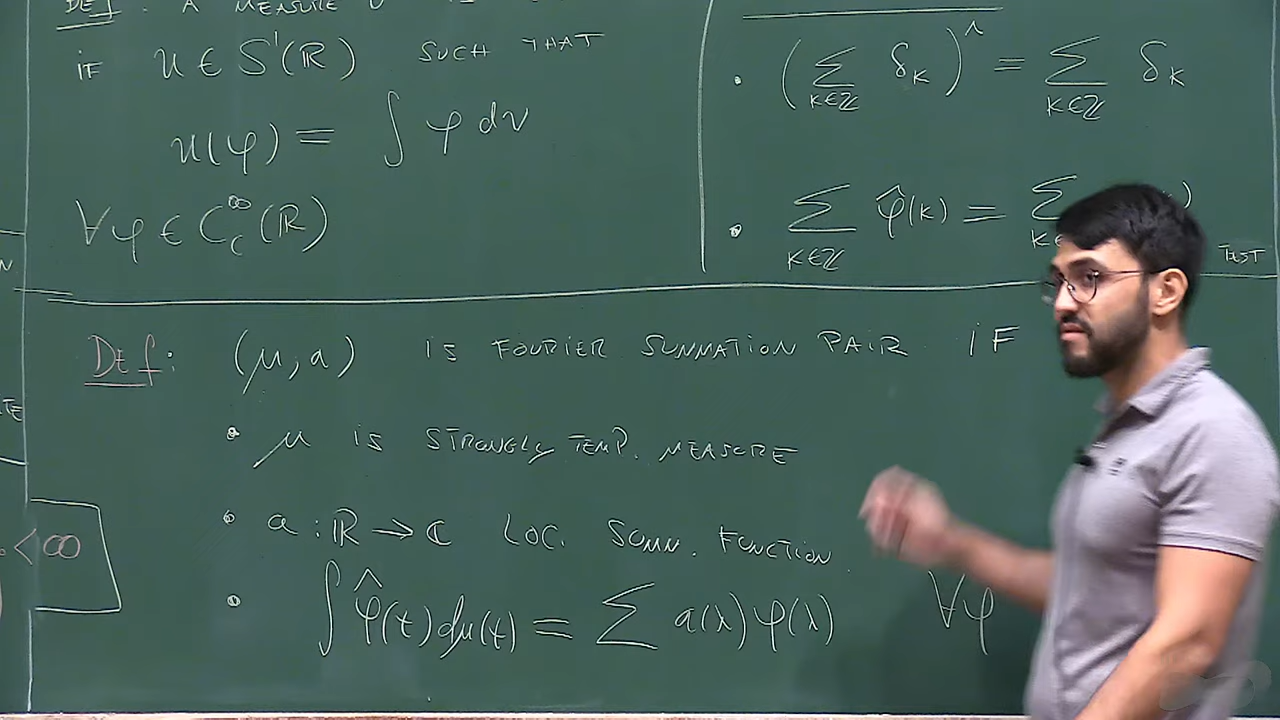 DEF: A MEASURE ν IS
IF u ∈ S'(ℝ) SUCH THAT
u(φ) = ∫ φ dν
∀φ ∈ C_c^∞(ℝ)
(∑_{K∈ℤ} δ_K)^∧ = ∑_{K∈ℤ} δ_K
∑_{K∈ℤ} φ̂(K) = ∑
TEST
DEf: (μ, a) IS FOURIER SUMMATION PAIR IF
• μ IS STRONGLY TEMP. MEASURE
• a : ℝ → ℂ LOC. SUMM. FUNCTION
• ∫ φ̂(t) dμ(t) = ∑ a(λ) φ(λ) ∀φ
< ∞